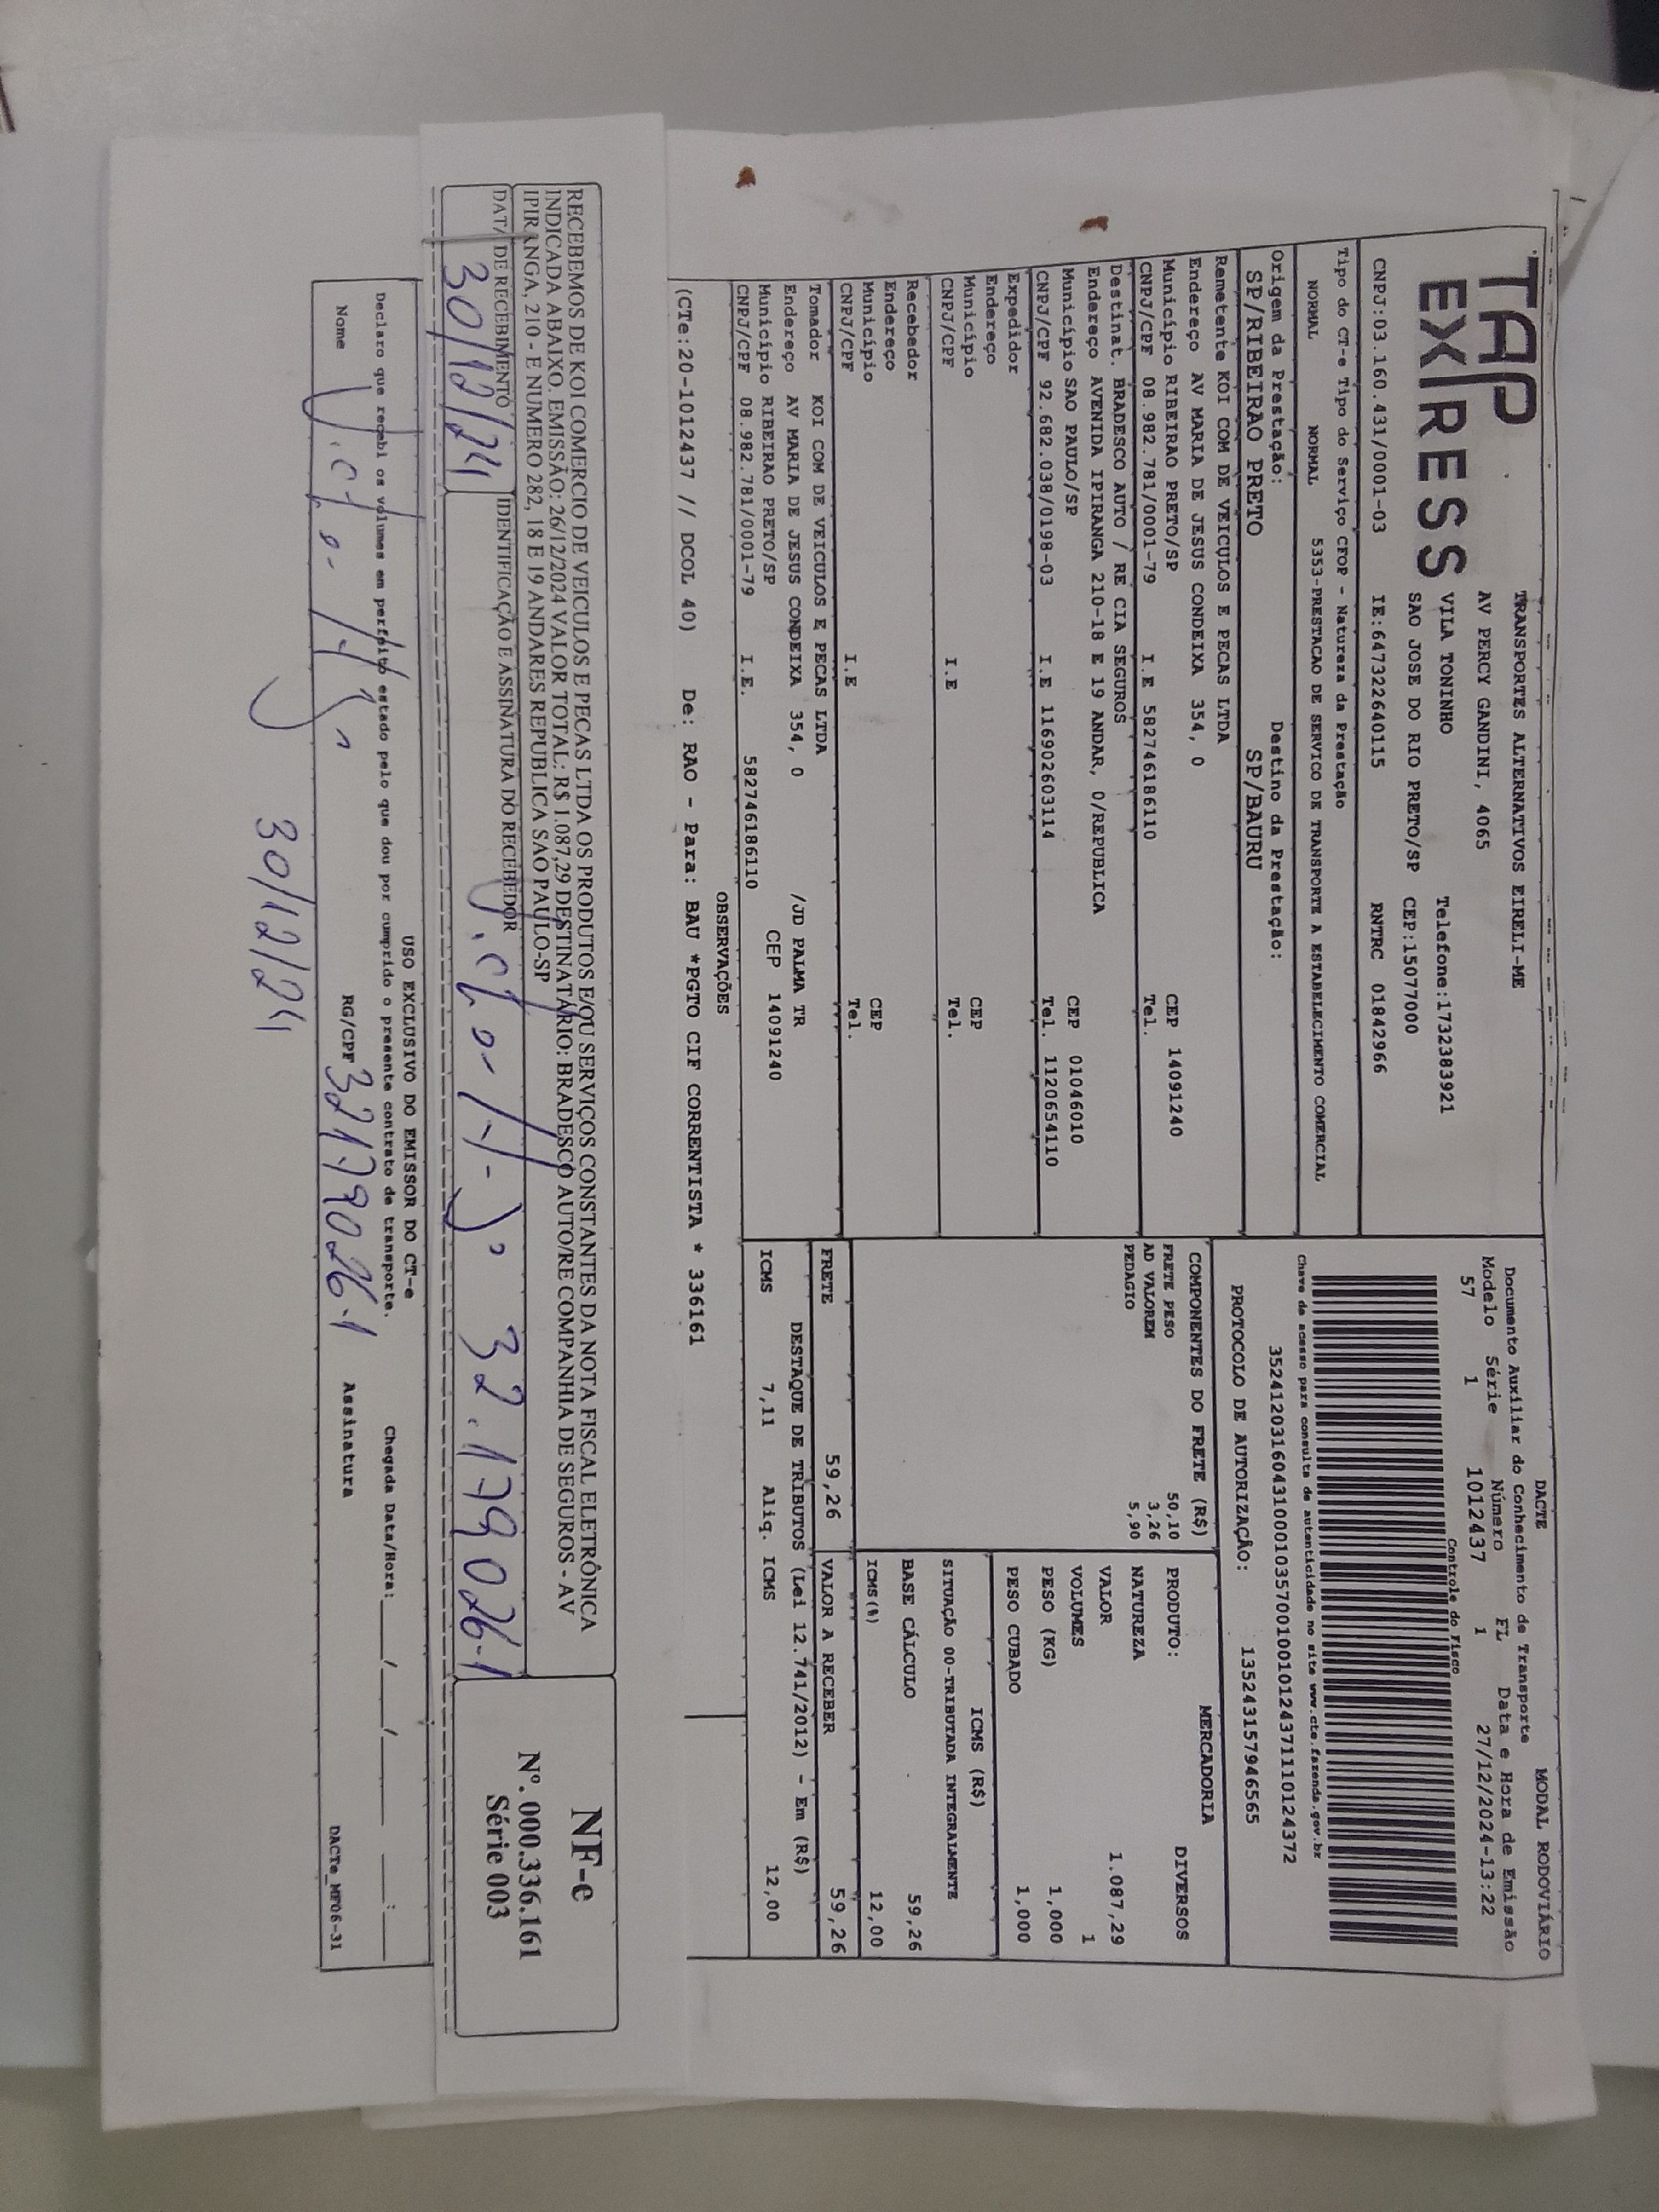 TAP
EXPRESS
TRANSPORTES ALTERNATIVOS EIRELI-ME
AV PERCY GANDINI, 4065
VILA TONINHO Telefone:1732383921
SAO JOSE DO RIO PRETO/SP CEP:15077000
CNPJ:03.160.431/0001-03 IE:647322640115 RNTRC 01842966
DACTE MODAL RODOVIÁRIO
Documento Auxiliar do Conhecimento de Transporte
Modelo Série Número FL Data e Hora de Emissão
57 1 1012437 1 27/12/2024-13:22
Controle do Fisco
Chave de acesso para consulta de autenticidade no site www.cte.fazenda.gov.br
35241203160431000103570010010124371110124372
PROTOCOLO DE AUTORIZAÇÃO: 135243157946565
Tipo do CT-e Tipo do Serviço CFOP - Natureza da Prestação
NORMAL NORMAL 5353-PRESTACAO DE SERVICO DE TRANSPORTE A ESTABELECIMENTO COMERCIAL
Origem da Prestação: Destino da Prestação:
SP/RIBEIRAO PRETO SP/BAURU
Remetente KOI COM DE VEICULOS E PECAS LTDA
Endereço AV MARIA DE JESUS CONDEIXA 354, 0
Município RIBEIRAO PRETO/SP CEP 14091240
CNPJ/CPF 08.982.781/0001-79 I.E 582746186110 Tel.
Destinat. BRADESCO AUTO / RE CIA SEGUROS
Endereço AVENIDA IPIRANGA 210-18 E 19 ANDAR, 0/REPUBLICA
Município SAO PAULO/SP CEP 01046010
CNPJ/CPF 92.682.038/0198-03 I.E 116902603114 Tel. 1120654110
Expedidor
Endereço
Município CEP
CNPJ/CPF I.E Tel.
Recebedor
Endereço
Município CEP
CNPJ/CPF I.E Tel.
Tomador KOI COM DE VEICULOS E PECAS LTDA
Endereço AV MARIA DE JESUS CONDEIXA 354, 0 /JD PALMA TR
Município RIBEIRAO PRETO/SP CEP 14091240
CNPJ/CPF 08.982.781/0001-79 I.E. 582746186110
COMPONENTES DO FRETE (R$)
FRETE PESO 50,10
AD VALOREM 3,26
PEDAGIO 5,90
MERCADORIA
PRODUTO: DIVERSOS
NATUREZA
VALOR 1.087,29
VOLUMES 1
PESO (KG) 1,000
PESO CUBADO 1,000
ICMS (R$)
SITUAÇÃO 00-TRIBUTADA INTEGRALMENTE
BASE CÁLCULO 59,26
ICMS(%) 12,00
FRETE 59,26 VALOR A RECEBER 59,26
DESTAQUE DE TRIBUTOS (Lei 12.741/2012) - Em (R$)
ICMS 7,11 Aliq. ICMS 12,00
OBSERVAÇÕES
(CTe:20-1012437 // DCOL 40) De: RAO - Para: BAU *PGTO CIF CORRENTISTA * 336161
RECEBEMOS DE KOI COMERCIO DE VEICULOS E PECAS LTDA OS PRODUTOS E/OU SERVIÇOS CONSTANTES DA NOTA FISCAL ELETRÔNICA
INDICADA ABAIXO. EMISSÃO: 26/12/2024 VALOR TOTAL: R$ 1.087,29 DESTINATÁRIO: BRADESCO AUTO/RE COMPANHIA DE SEGUROS - AV
IPIRANGA, 210 - E NUMERO 282, 18 E 19 ANDARES REPUBLICA SAO PAULO-SP
DATA DE RECEBIMENTO IDENTIFICAÇÃO E ASSINATURA DO RECEBEDOR
30/12/24 32.179026-1
NF-e
Nº. 000.336.161
Série 003
USO EXCLUSIVO DO EMISSOR DO CT-e
Declaro que recebi os volumes em perfeito estado pelo que dou por cumprido o presente contrato de transporte. Chegada Data/Hora: ____/____/____ ____:____
Nome RG/CPF 32179026-1 Assinatura
DACTe_MF06-31
30/12/24